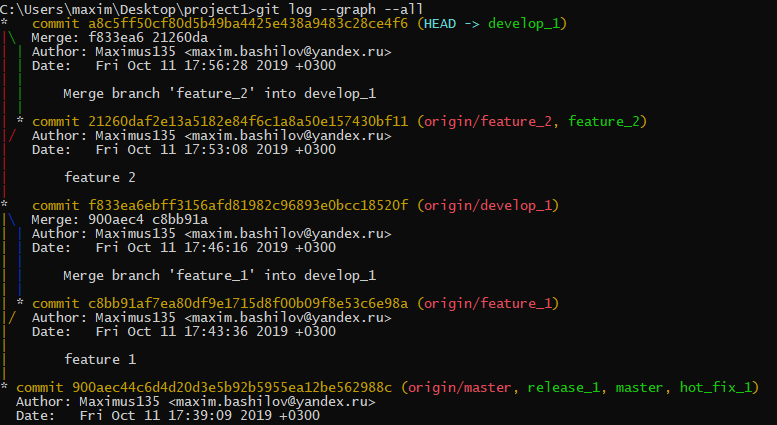 C:\Users\maxim\Desktop\project1>git log --graph --all
*   commit a8c5ff50cf80d5b49ba4425e438a9483c28ce4f6 (HEAD -> develop_1)
|\  Merge: f833ea6 21260da
| | Author: Maximus135 <maxim.bashilov@yandex.ru>
| | Date:   Fri Oct 11 17:56:28 2019 +0300
| |
| |     Merge branch 'feature_2' into develop_1
| |
| * commit 21260daf2e13a5182e84f6c1a8a50e157430bf11 (origin/feature_2, feature_2)
|/  Author: Maximus135 <maxim.bashilov@yandex.ru>
|   Date:   Fri Oct 11 17:53:08 2019 +0300
|
|       feature 2
|
*   commit f833ea6ebff3156afd81982c96893e0bcc18520f (origin/develop_1)
|\  Merge: 900aec4 c8bb91a
| | Author: Maximus135 <maxim.bashilov@yandex.ru>
| | Date:   Fri Oct 11 17:46:16 2019 +0300
| |
| |     Merge branch 'feature_1' into develop_1
| |
| * commit c8bb91af7ea80df9e1715d8f00b09f8e53c6e98a (origin/feature_1)
|/  Author: Maximus135 <maxim.bashilov@yandex.ru>
|   Date:   Fri Oct 11 17:43:36 2019 +0300
|
|       feature 1
|
* commit 900aec44c6d4d20d3e5b92b5955ea12be562988c (origin/master, release_1, master, hot_fix_1)
  Author: Maximus135 <maxim.bashilov@yandex.ru>
  Date:   Fri Oct 11 17:39:09 2019 +0300